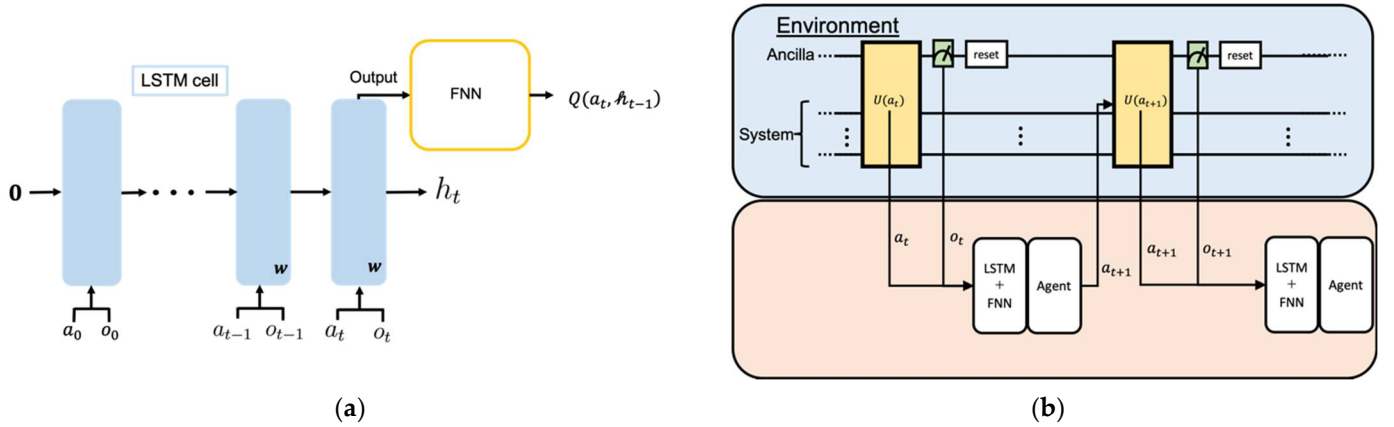 LSTM cell
Output
FNN
Q(a_t, 𝒽_{t−1})
0
h_t
w
w
a_0 o_0
a_{t−1} o_{t−1}
a_t o_t
(a)
Environment
Ancilla
reset
reset
U(a_t)
U(a_{t+1})
System
a_t
o_t
a_{t+1}
a_{t+1}
o_{t+1}
LSTM
+
FNN
Agent
LSTM
+
FNN
Agent
(b)